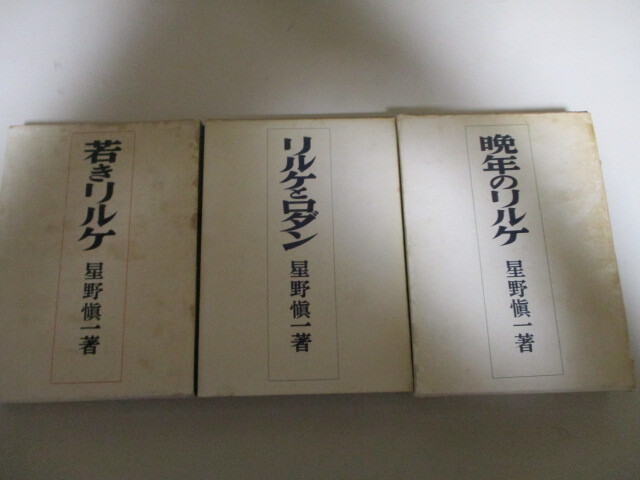 若きリルケ
星野愼一著
リルケとロダン
星野愼一著
晩年のリルケ
星野愼一著